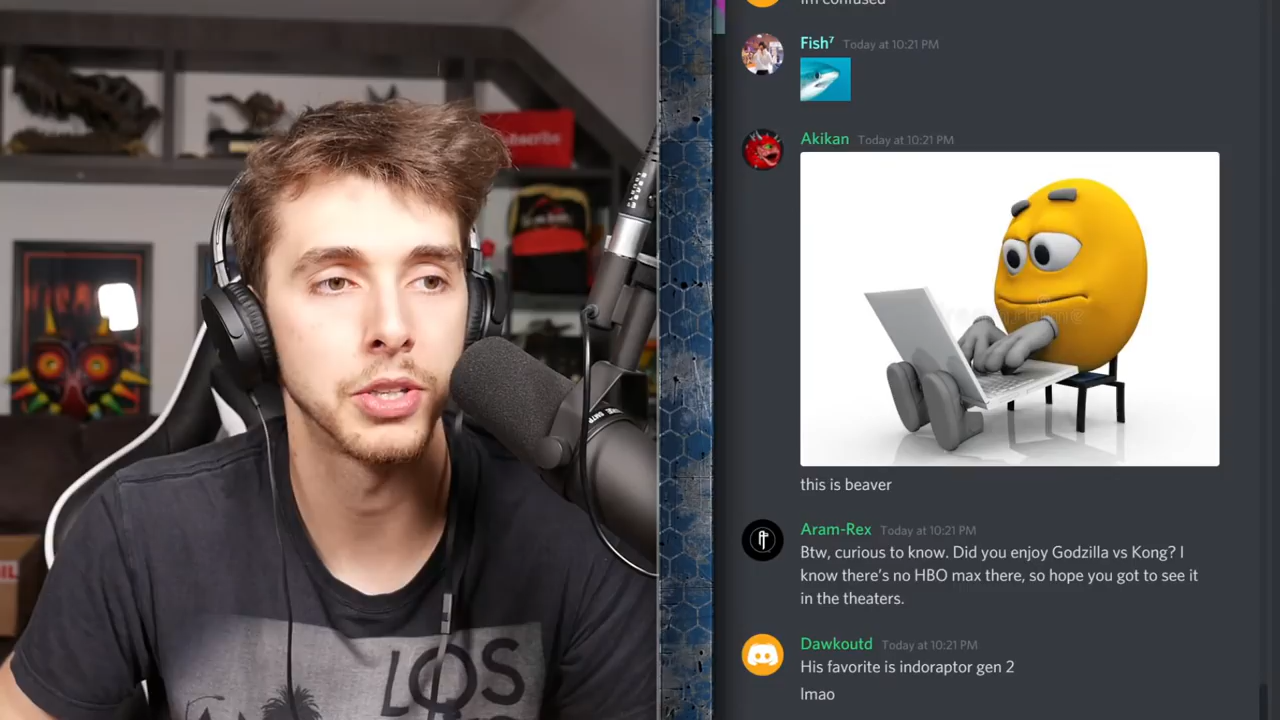 Subscribe
LOS
im confused
Fish⁷ Today at 10:21 PM
Akikan Today at 10:21 PM
this is beaver
Aram-Rex Today at 10:21 PM
Btw, curious to know. Did you enjoy Godzilla vs Kong? I
know there's no HBO max there, so hope you got to see it
in the theaters.
Dawkoutd Today at 10:21 PM
His favorite is indoraptor gen 2
lmao